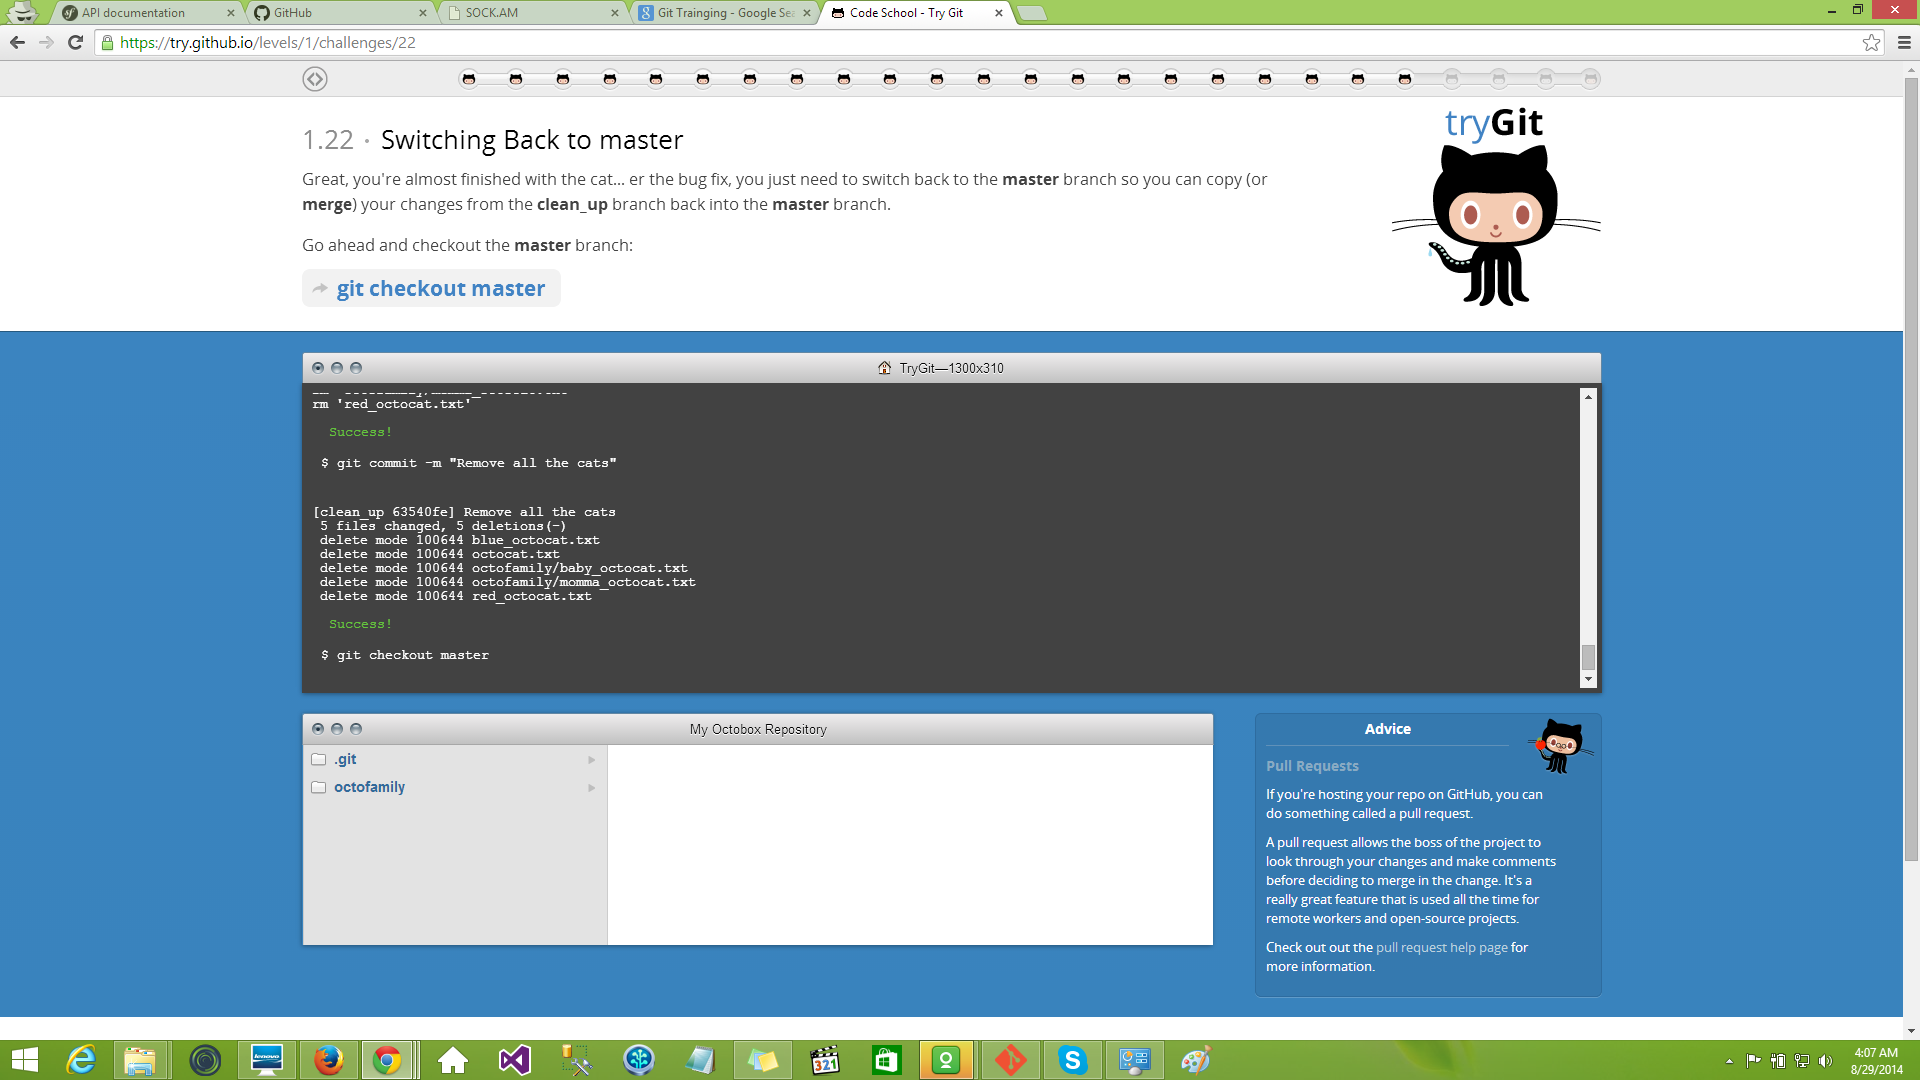 API documentation
GitHub
SOCK.AM
Git Trainging - Google Sea
Code School - Try Git
https://try.github.io/levels/1/challenges/22
1.22 · Switching Back to master
Great, you're almost finished with the cat... er the bug fix, you just need to switch back to the master branch so you can copy (or
merge) your changes from the clean_up branch back into the master branch.
Go ahead and checkout the master branch:
git checkout master
tryGit
TryGit—1300x310
rm 'red_octocat.txt'
Success!
$ git commit -m "Remove all the cats"
[clean_up 63540fe] Remove all the cats
5 files changed, 5 deletions(-)
delete mode 100644 blue_octocat.txt
delete mode 100644 octocat.txt
delete mode 100644 octofamily/baby_octocat.txt
delete mode 100644 octofamily/momma_octocat.txt
delete mode 100644 red_octocat.txt
Success!
$ git checkout master
My Octobox Repository
.git
octofamily
Advice
Pull Requests
If you're hosting your repo on GitHub, you can
do something called a pull request.
A pull request allows the boss of the project to
look through your changes and make comments
before deciding to merge in the change. It's a
really great feature that is used all the time for
remote workers and open-source projects.
Check out out the pull request help page for
more information.
lenovo
321
4:07 AM
8/29/2014